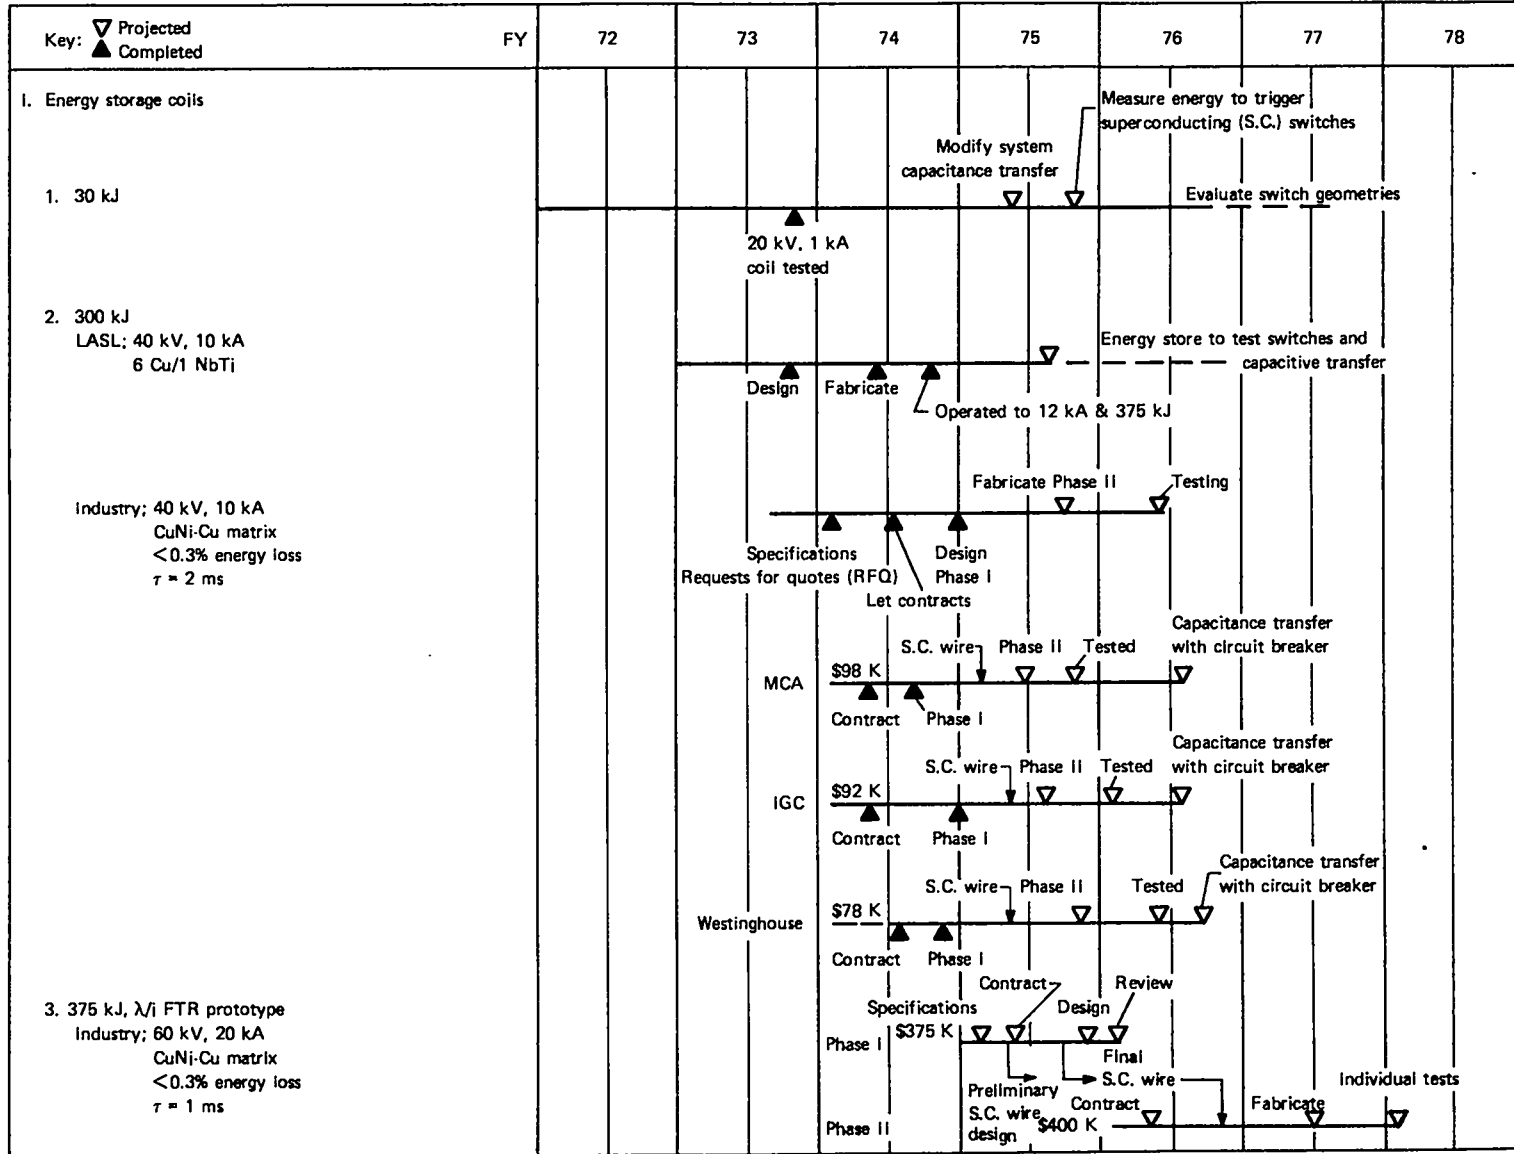 Key: ▽ Projected
▲ Completed
FY 72 73 74 75 76 77 78
I. Energy storage coils
Measure energy to trigger
superconducting (S.C.) switches
Modify system
capacitance transfer
1. 30 kJ
Evaluate switch geometries
20 kV, 1 kA
coil tested
2. 300 kJ
LASL; 40 kV, 10 kA
6 Cu/1 NbTi
Energy store to test switches and
capacitive transfer
Design Fabricate
Operated to 12 kA & 375 kJ
Industry; 40 kV, 10 kA
CuNi-Cu matrix
<0.3% energy loss
τ = 2 ms
Fabricate Phase II Testing
Specifications
Requests for quotes (RFQ)
Design
Phase I
Let contracts
MCA
$98 K
S.C. wire Phase II Tested
Capacitance transfer
with circuit breaker
Contract Phase I
IGC
$92 K
S.C. wire Phase II Tested
Capacitance transfer
with circuit breaker
Contract Phase I
Westinghouse
$78 K
S.C. wire Phase II Tested
Capacitance transfer
with circuit breaker
Contract Phase I
3. 375 kJ, λ/i FTR prototype
Industry; 60 kV, 20 kA
CuNi-Cu matrix
<0.3% energy loss
τ = 1 ms
Phase I
Specifications
$375 K
Contract
Design
Review
Preliminary
S.C. wire
design
Final
S.C. wire
Phase II
$400 K
Contract
Fabricate
Individual tests